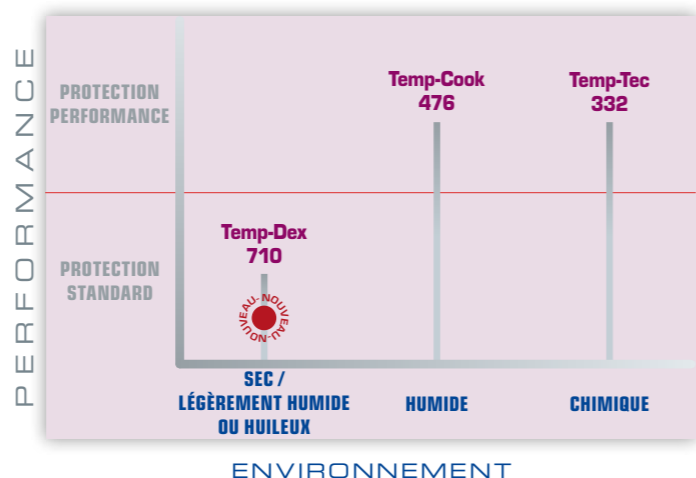 PERFORMANCE
PROTECTION
PERFORMANCE
PROTECTION
STANDARD
Temp-Dex
710
NOUVEAU-NOUVEAU-
Temp-Cook
476
Temp-Tec
332
SEC /
LÉGÈREMENT HUMIDE
OU HUILEUX
HUMIDE
CHIMIQUE
ENVIRONNEMENT